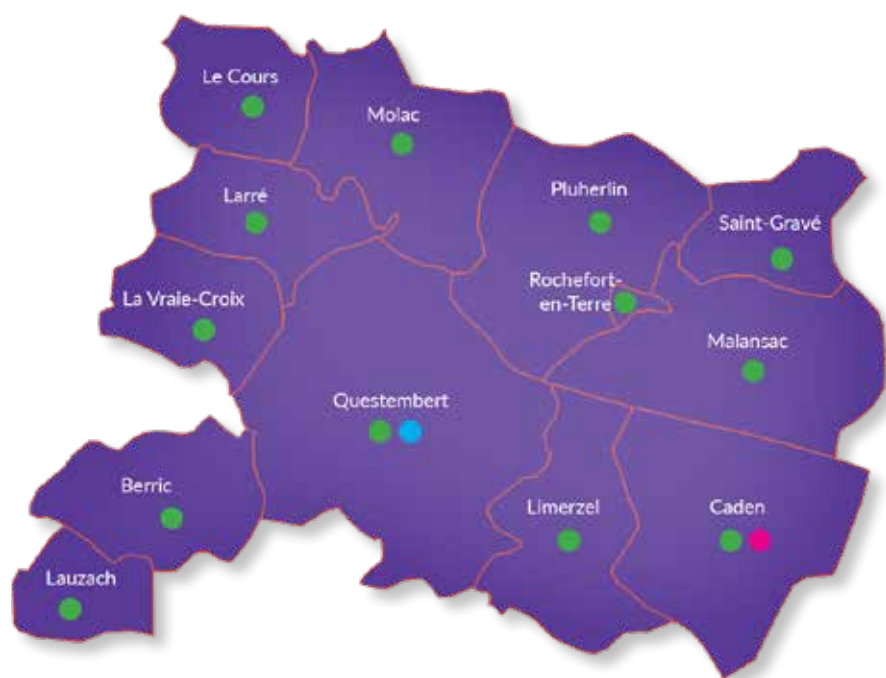 Le Cours
Molac
Larré
Pluherlin
Saint-Gravé
La Vraie-Croix
Rochefort-
en-Terre
Malansac
Questembert
Berric
Limerzel
Caden
Lauzach